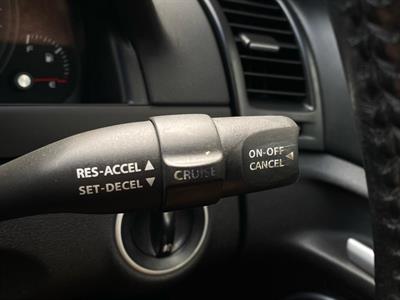 RES-ACCEL ▲
SET-DECEL ▼
CRUISE
ON-OFF
CANCEL ◄